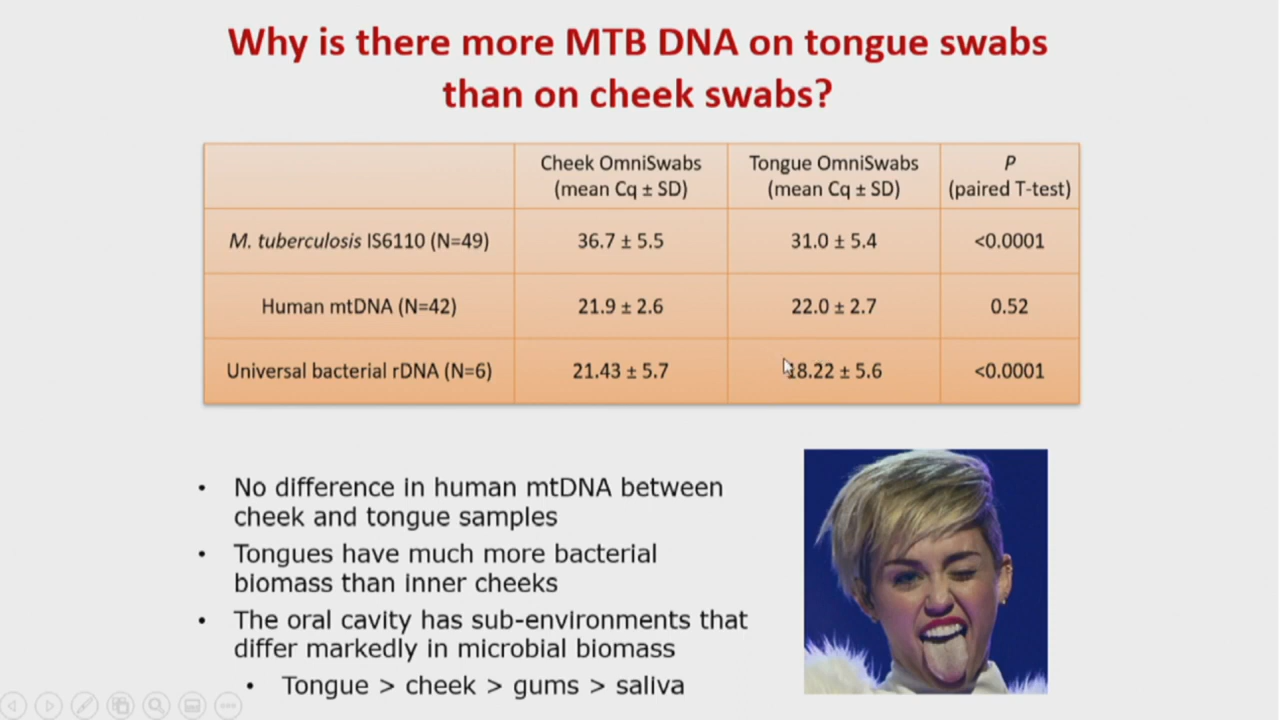 Why is there more MTB DNA on tongue swabs
than on cheek swabs?
Cheek OmniSwabs
(mean Cq ± SD)
Tongue OmniSwabs
(mean Cq ± SD)
P
(paired T-test)
M. tuberculosis IS6110 (N=49)
36.7 ± 5.5
31.0 ± 5.4
<0.0001
Human mtDNA (N=42)
21.9 ± 2.6
22.0 ± 2.7
0.52
Universal bacterial rDNA (N=6)
21.43 ± 5.7
18.22 ± 5.6
<0.0001
• No difference in human mtDNA between
cheek and tongue samples
• Tongues have much more bacterial
biomass than inner cheeks
• The oral cavity has sub-environments that
differ markedly in microbial biomass
• Tongue > cheek > gums > saliva